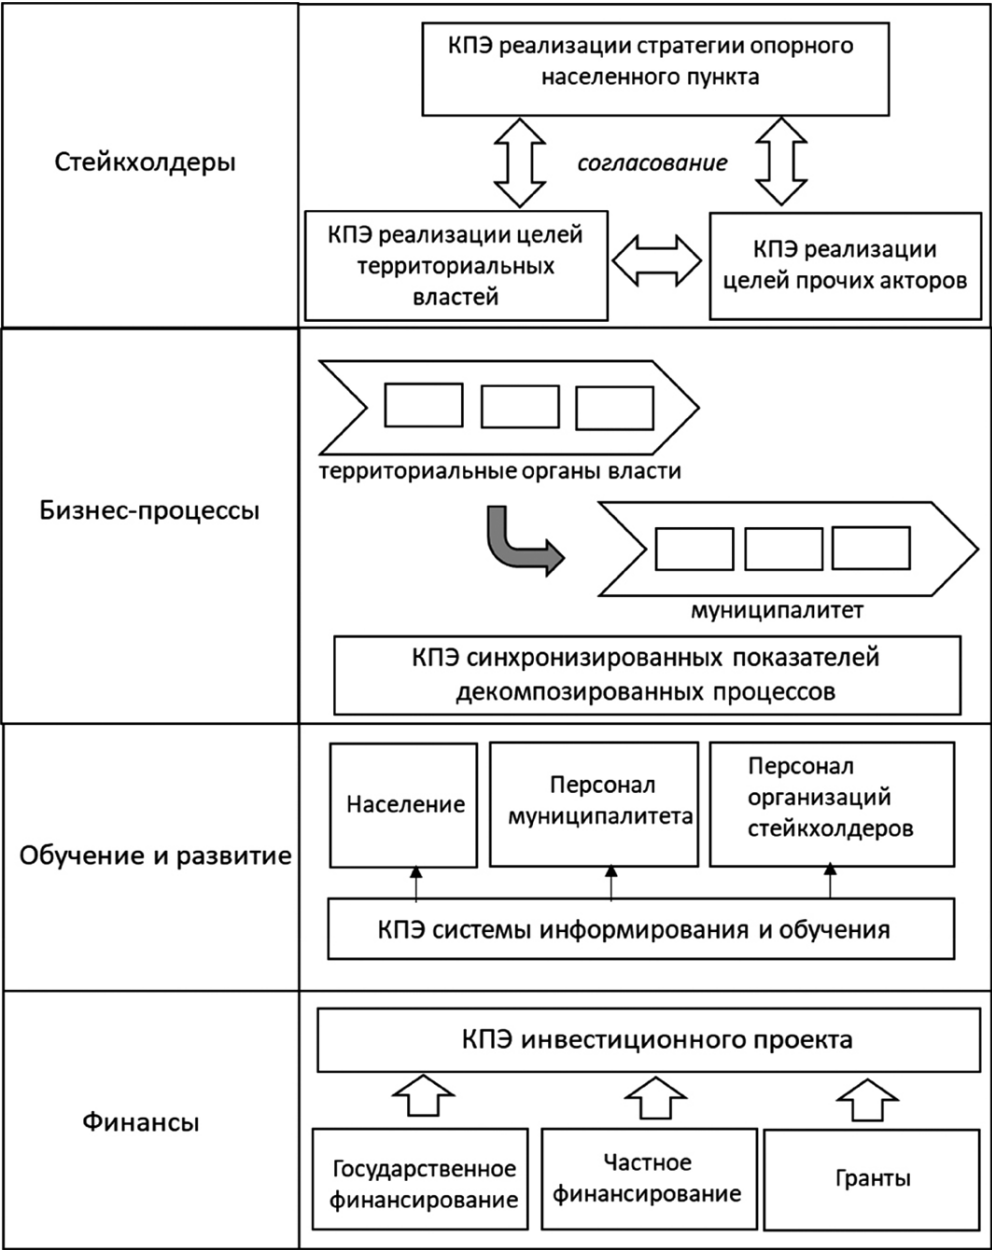 Стейкхолдеры
КПЭ реализации стратегии опорного
населенного пункта
согласование
КПЭ реализации целей
территориальных
властей
КПЭ реализации
целей прочих акторов
Бизнес-процессы
территориальные органы власти
муниципалитет
КПЭ синхронизированных показателей
декомпозированных процессов
Обучение и развитие
Население
Персонал
муниципалитета
Персонал
организаций
стейкхолдеров
КПЭ системы информирования и обучения
Финансы
КПЭ инвестиционного проекта
Государственное
финансирование
Частное
финансирование
Гранты